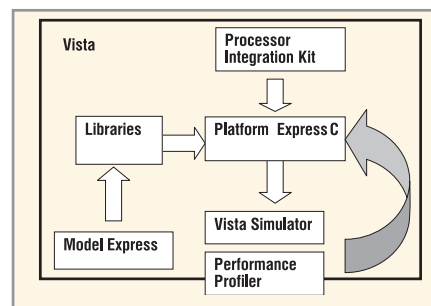 Vista
Processor
Integration Kit
Libraries
Platform Express C
Vista Simulator
Model Express
Performance
Profiler